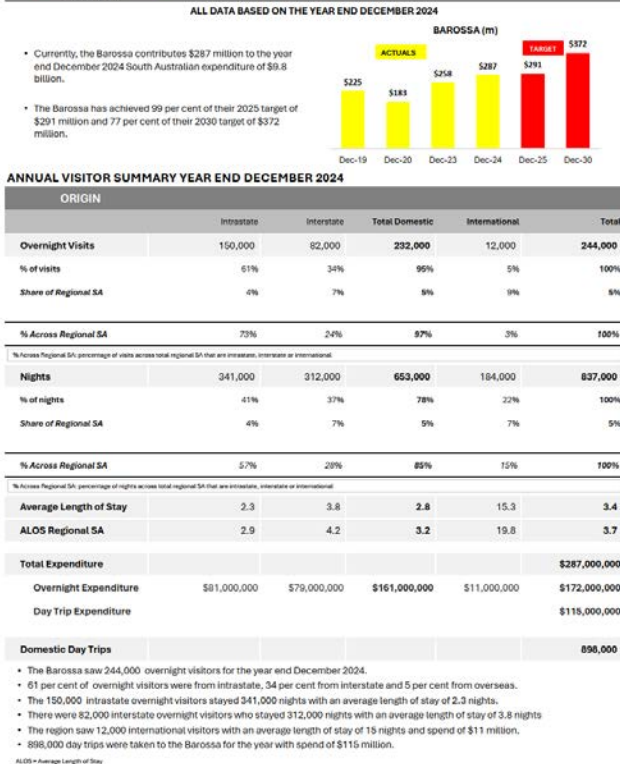 ALL DATA BASED ON THE YEAR END DECEMBER 2024
• Currently, the Barossa contributes $287 million to the year
end December 2024 South Australian expenditure of $9.8
billion.
• The Barossa has achieved 99 per cent of their 2025 target of
$291 million and 77 per cent of their 2030 target of $372
million.
BAROSSA (m)
ACTUALS
TARGET
$225 $183 $258 $287 $291 $372
Dec-19 Dec-20 Dec-23 Dec-24 Dec-25 Dec-30
ANNUAL VISITOR SUMMARY YEAR END DECEMBER 2024
ORIGIN
Intrastate Interstate Total Domestic International Total
Overnight Visits 150,000 82,000 232,000 12,000 244,000
% of visits 61% 34% 95% 5% 100%
Share of Regional SA 4% 7% 5% 9% 5%
% Across Regional SA 73% 24% 97% 3% 100%
% Across Regional SA: percentage of visits across total regional SA that are intrastate, interstate or international
Nights 341,000 312,000 653,000 184,000 837,000
% of nights 41% 37% 78% 22% 100%
Share of Regional SA 4% 7% 5% 7% 5%
% Across Regional SA 57% 28% 85% 15% 100%
% Across Regional SA: percentage of nights across total regional SA that are intrastate, interstate or international
Average Length of Stay 2.3 3.8 2.8 15.3 3.4
ALOS Regional SA 2.9 4.2 3.2 19.8 3.7
Total Expenditure $287,000,000
Overnight Expenditure $81,000,000 $79,000,000 $161,000,000 $11,000,000 $172,000,000
Day Trip Expenditure $115,000,000
Domestic Day Trips 898,000
• The Barossa saw 244,000 overnight visitors for the year end December 2024.
• 61 per cent of overnight visitors were from intrastate, 34 per cent from interstate and 5 per cent from overseas.
• The 150,000 intrastate overnight visitors stayed 341,000 nights with an average length of stay of 2.3 nights.
• There were 82,000 interstate overnight visitors who stayed 312,000 nights with an average length of stay of 3.8 nights
• The region saw 12,000 international visitors with an average length of stay of 15 nights and spend of $11 million.
• 898,000 day trips were taken to the Barossa for the year with spend of $115 million.
ALOS = Average Length of Stay